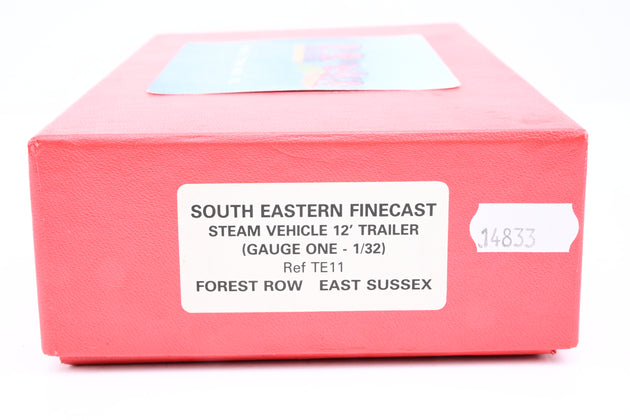 SOUTH EASTERN FINECAST
STEAM VEHICLE 12' TRAILER
(GAUGE ONE - 1/32)
Ref TE11
FOREST ROW EAST SUSSEX
14833